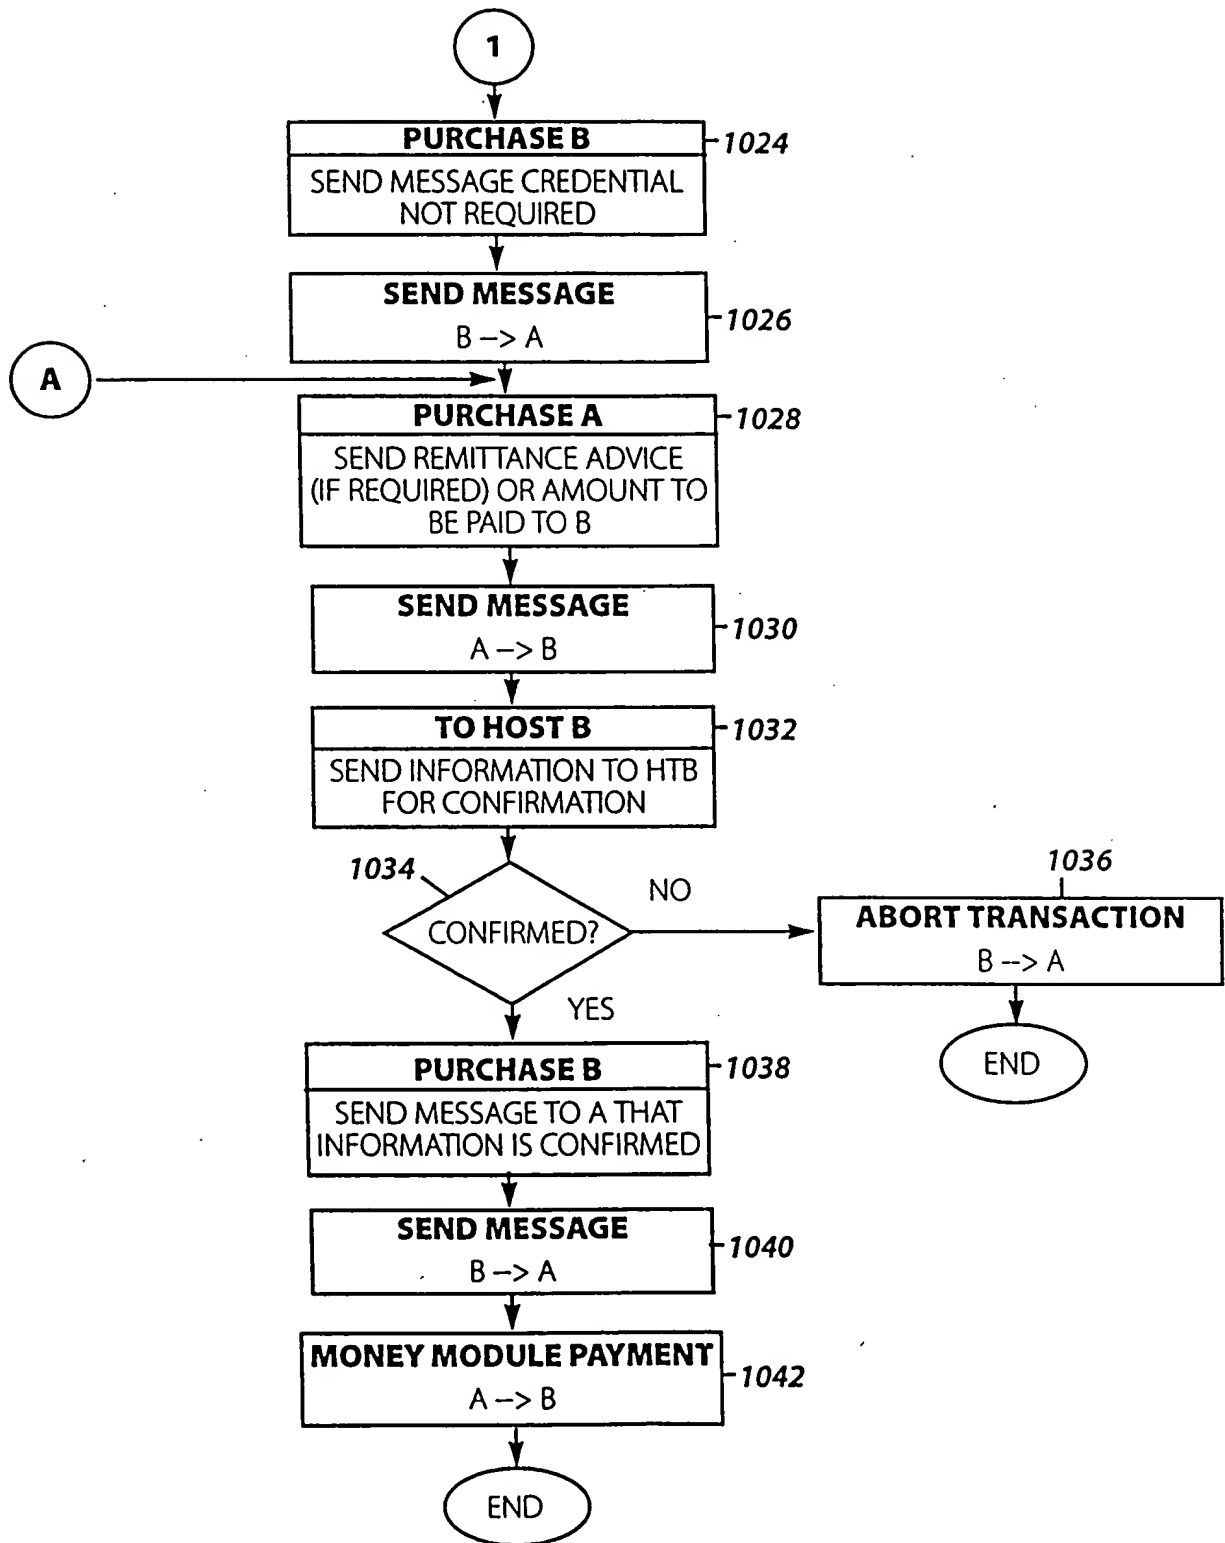 1
PURCHASE B
1024
SEND MESSAGE CREDENTIAL
NOT REQUIRED
SEND MESSAGE
B –> A
1026
A
PURCHASE A
1028
SEND REMITTANCE ADVICE
(IF REQUIRED) OR AMOUNT TO
BE PAID TO B
SEND MESSAGE
A –> B
1030
TO HOST B
1032
SEND INFORMATION TO HTB
FOR CONFIRMATION
1034
CONFIRMED?
NO
1036
ABORT TRANSACTION
B –> A
END
YES
PURCHASE B
1038
SEND MESSAGE TO A THAT
INFORMATION IS CONFIRMED
SEND MESSAGE
B –> A
1040
MONEY MODULE PAYMENT
A –> B
1042
END